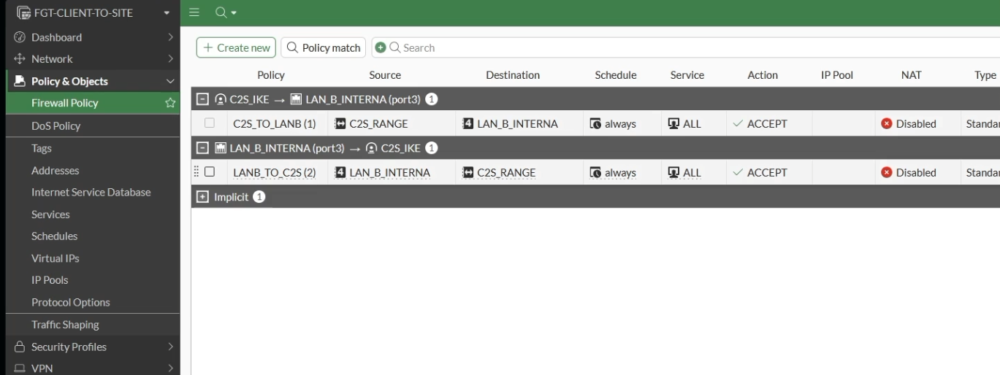 FGT-CLIENT-TO-SITE
Dashboard
Network
Policy & Objects
Firewall Policy
DoS Policy
Tags
Addresses
Internet Service Database
Services
Schedules
Virtual IPs
IP Pools
Protocol Options
Traffic Shaping
Security Profiles
VPN
+ Create new Policy match Search
Policy Source Destination Schedule Service Action IP Pool NAT Type
C2S_IKE → LAN_B_INTERNA (port3) 1
C2S_TO_LANB (1) C2S_RANGE 4 LAN_B_INTERNA always ALL ACCEPT Disabled Standar
LAN_B_INTERNA (port3) → C2S_IKE 1
LANB_TO_C2S (2) 4 LAN_B_INTERNA C2S_RANGE always ALL ACCEPT Disabled Standar
Implicit 1